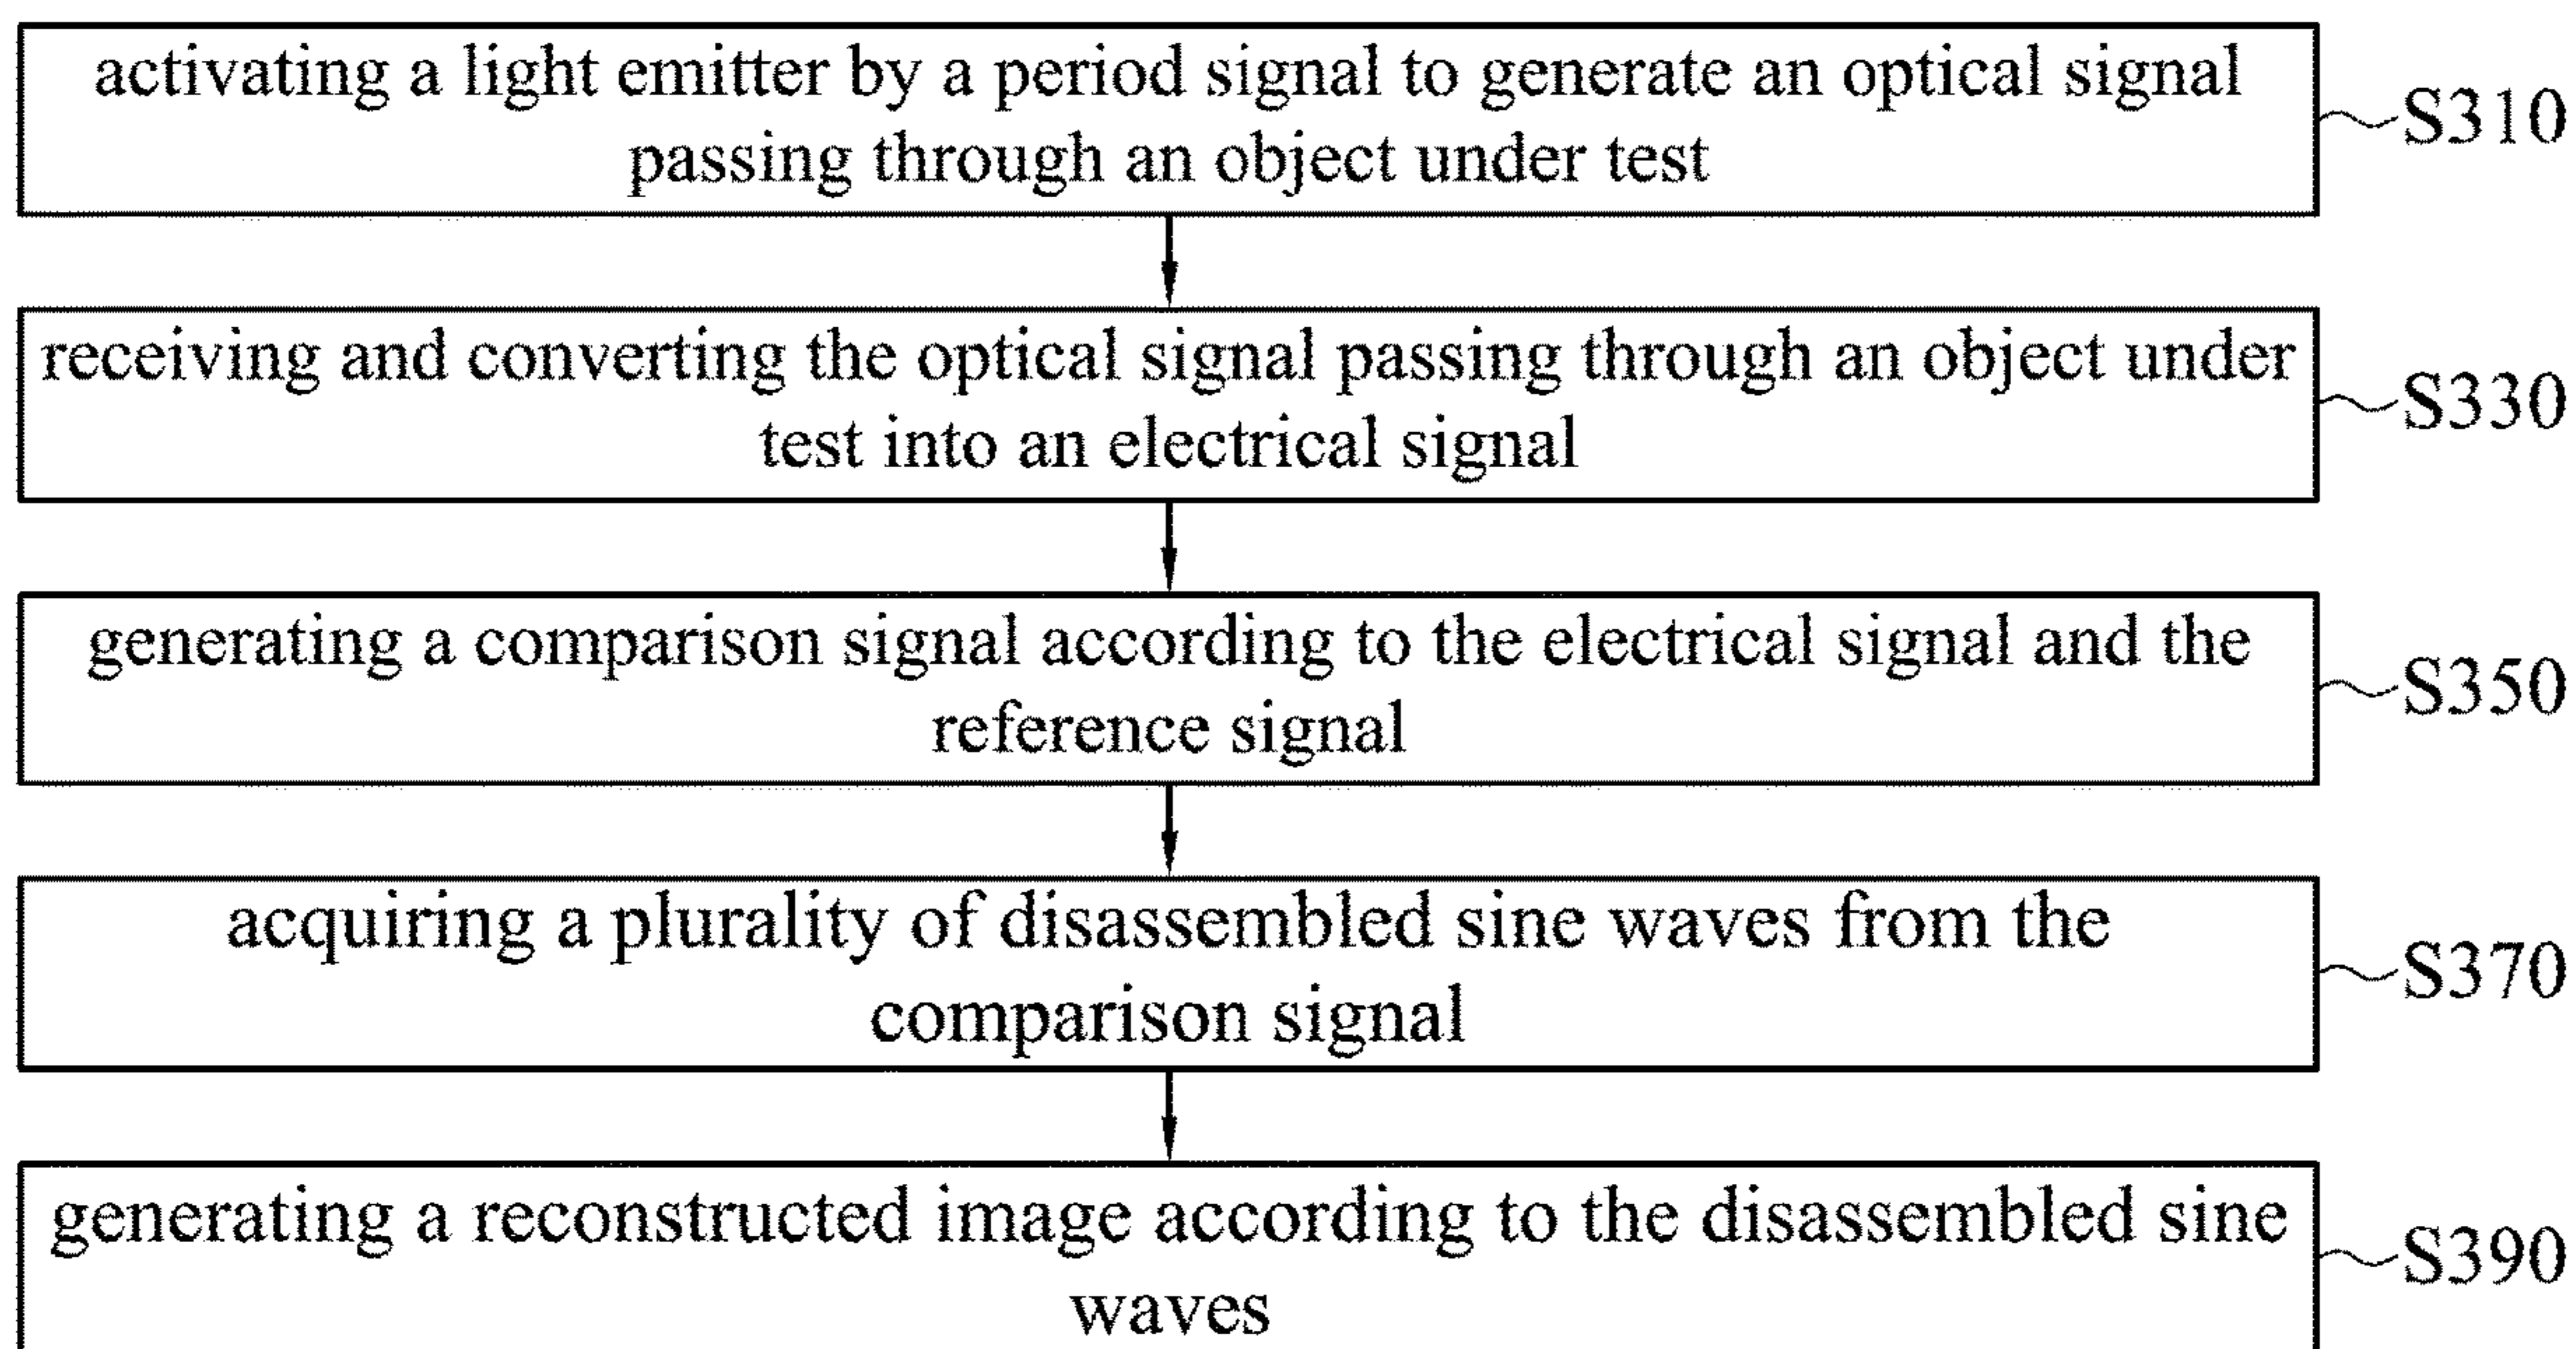 activating a light emitter by a period signal to generate an optical signal
passing through an object under test
S310
receiving and converting the optical signal passing through an object under
test into an electrical signal
S330
generating a comparison signal according to the electrical signal and the
reference signal
S350
acquiring a plurality of disassembled sine waves from the
comparison signal
S370
generating a reconstructed image according to the disassembled sine
waves
S390